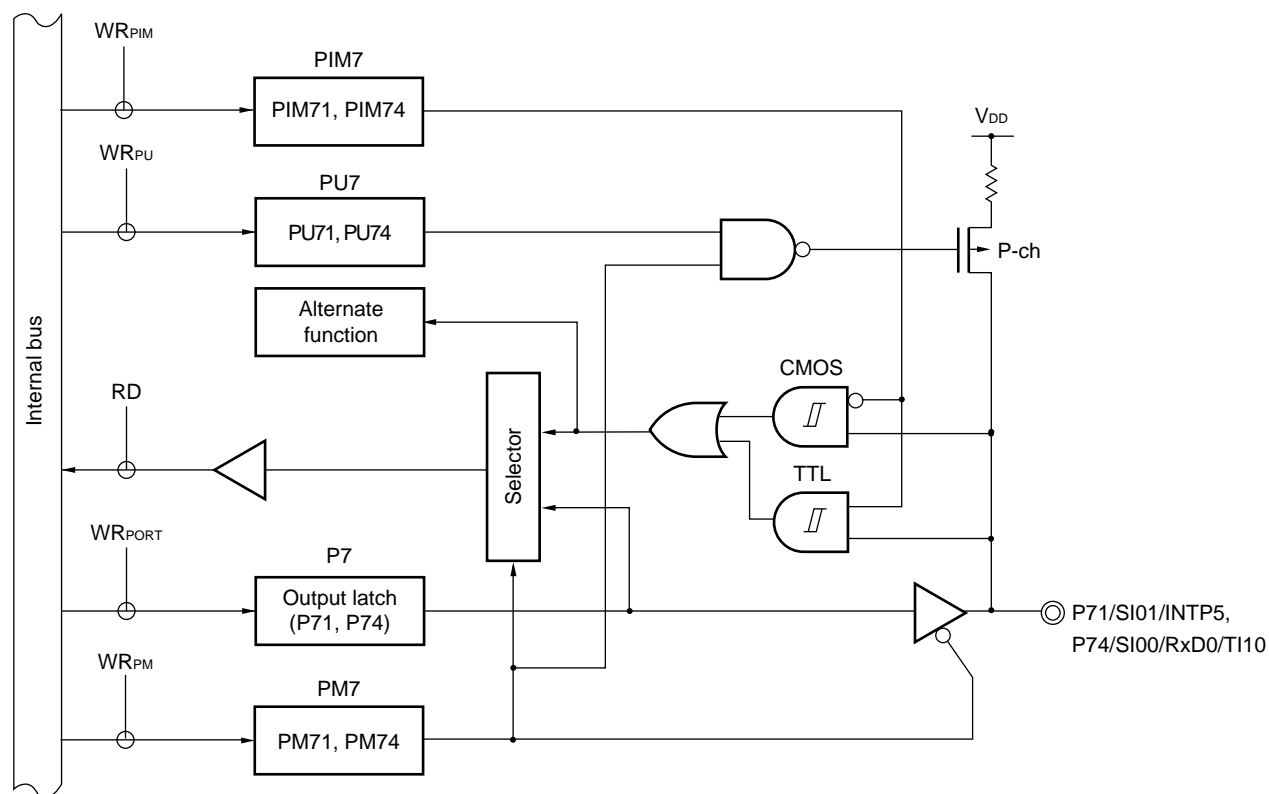 WRPIM
PIM7
PIM71, PIM74
VDD
WRPU
PU7
PU71, PU74
P-ch
Alternate
function
Internal bus
CMOS
RD
Selector
TTL
WRPORT
P7
Output latch
(P71, P74)
P71/SI01/INTP5,
P74/SI00/RxD0/TI10
WRPM
PM7
PM71, PM74